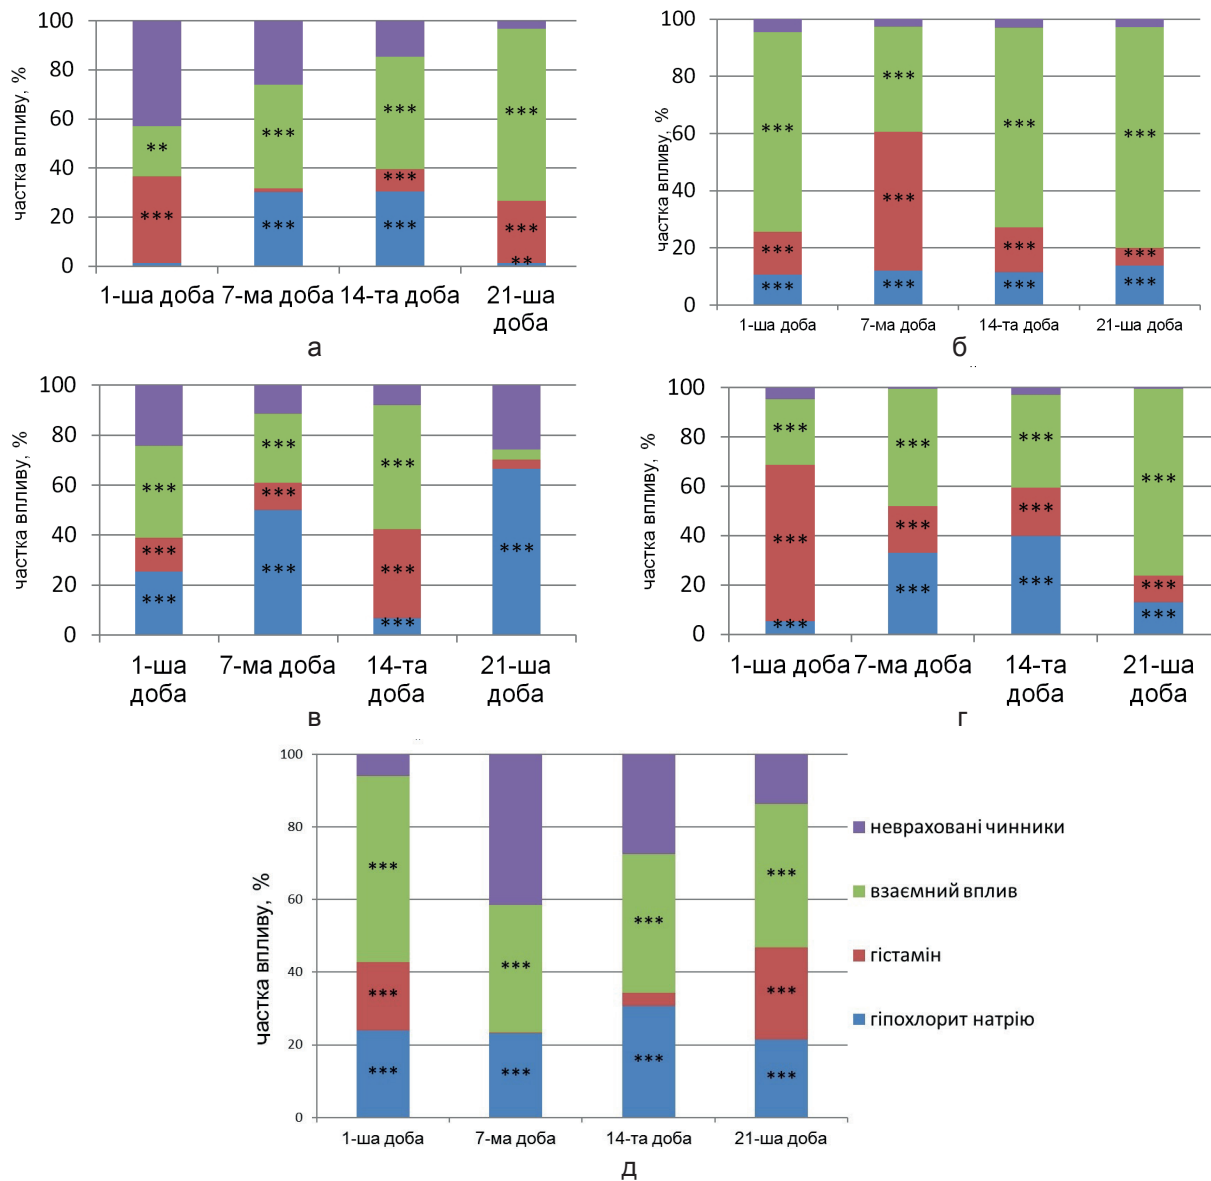 частка впливу, %
100
80
60
40
20
0
**
***
***
***
***
***
***
***
***
***
**
1-ша доба
7-ма доба
14-та доба
21-ша
доба
а
частка впливу, %
100
80
60
40
20
0
***
***
***
***
***
***
***
***
***
***
***
***
1-ша доба
7-ма доба
14-та доба
21-ша доба
б
частка впливу, %
100
80
60
40
20
0
***
***
***
***
***
***
***
***
***
***
1-ша
доба
7-ма доба
14-та
доба
21-ша
доба
в
частка впливу, %
100
80
60
40
20
0
***
***
***
***
***
***
***
***
***
***
***
***
1-ша доба
7-ма доба
14-та
доба
21-ша
доба
г
частка впливу, %
100
80
60
40
20
0
***
***
***
***
***
***
***
***
***
***
1-ша доба
7-ма доба
14-та доба
21-ша доба
д
невраховані чинники
взаємний вплив
гістамін
гіпохлорит натрію